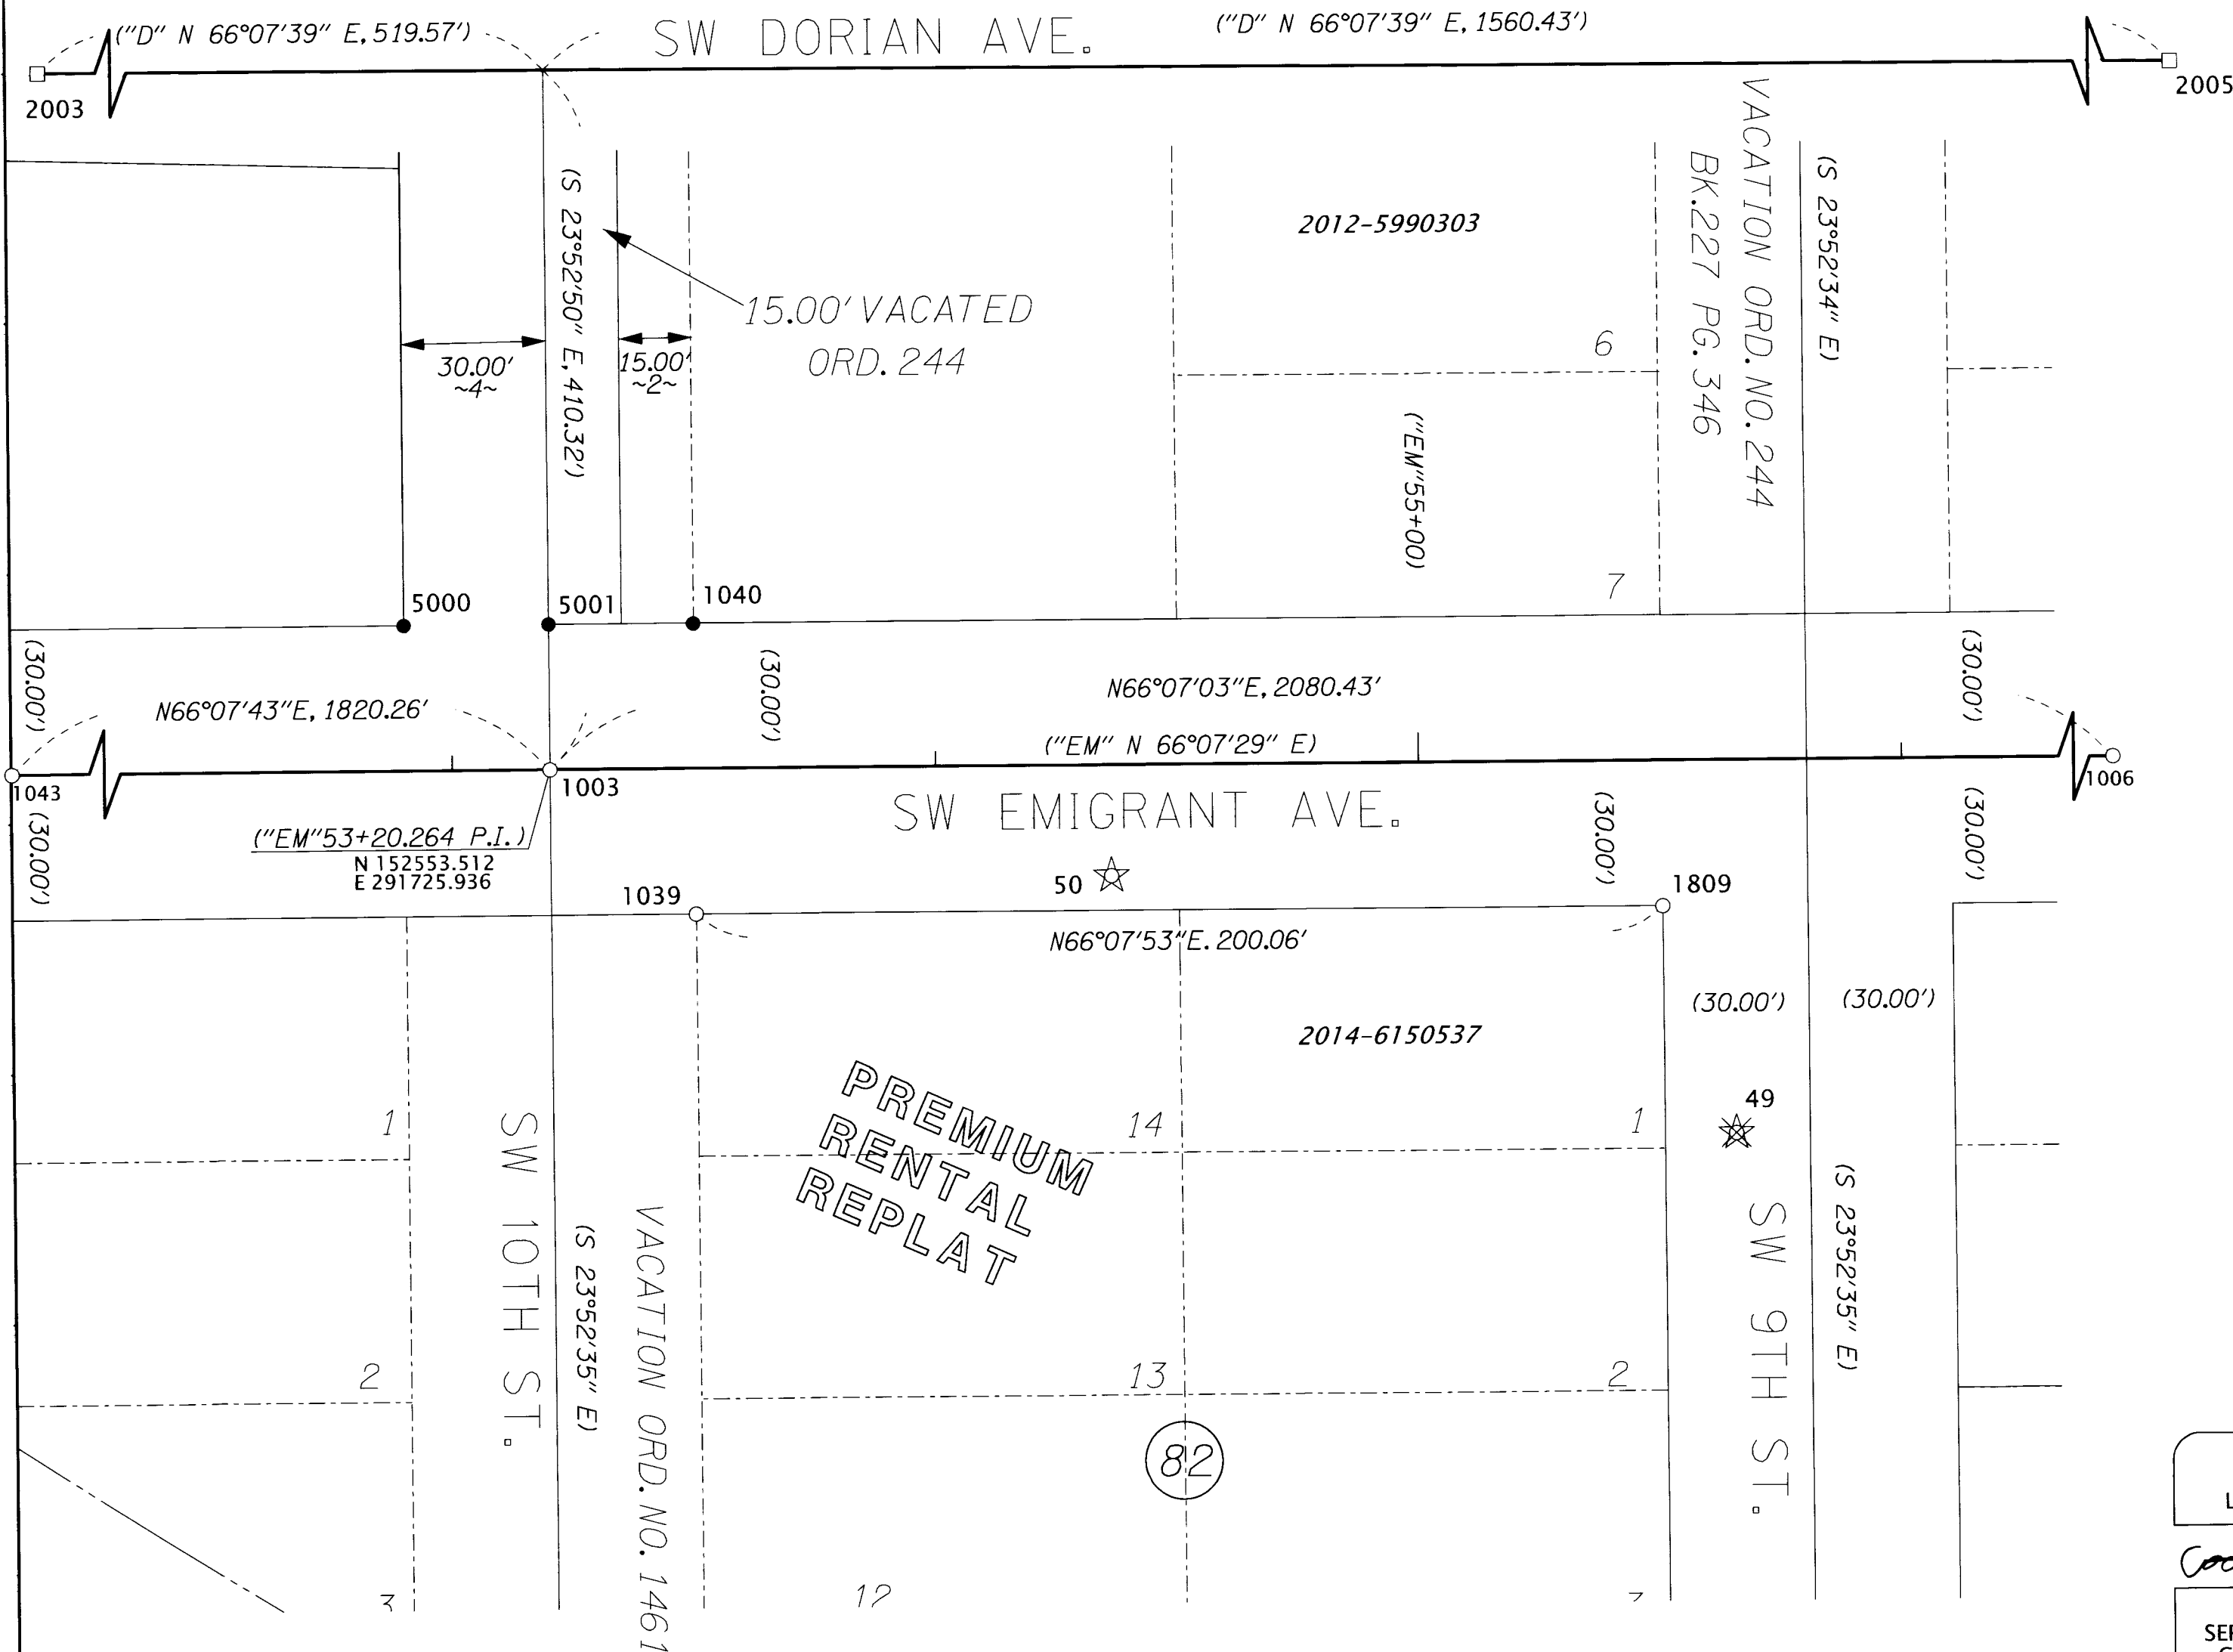 ("D" N 66°07'39" E, 519.57')
SW DORIAN AVE.
("D" N 66°07'39" E, 1560.43')
2003
2005
(S 23°52'50" E, 410.32')
15.00' VACATED
ORD. 244
30.00'
~4~
15.00'
~2~
2012-5990303
6
("EM"55+00)
7
VACATION ORD. NO. 244
BK.227 PG. 346
(S 23°52'34" E)
5000
5001
1040
(30.00')
(30.00')
(30.00')
N66°07'43"E, 1820.26'
N66°07'03"E, 2080.43'
("EM" N 66°07'29" E)
1043
1003
1006
SW EMIGRANT AVE.
("EM"53+20.264 P.I.)
N 152553.512
E 291725.936
(30.00')
(30.00')
(30.00')
1039
50
1809
N66°07'53"E. 200.06'
(30.00')
(30.00')
2014-6150537
49
PREMIUM
RENTAL
REPLAT
1
14
1
SW 10TH ST.
(S 23°52'35" E)
VACATION ORD. NO. 1461
SW 9TH ST.
(S 23°52'35" E)
2
13
2
82
3
12